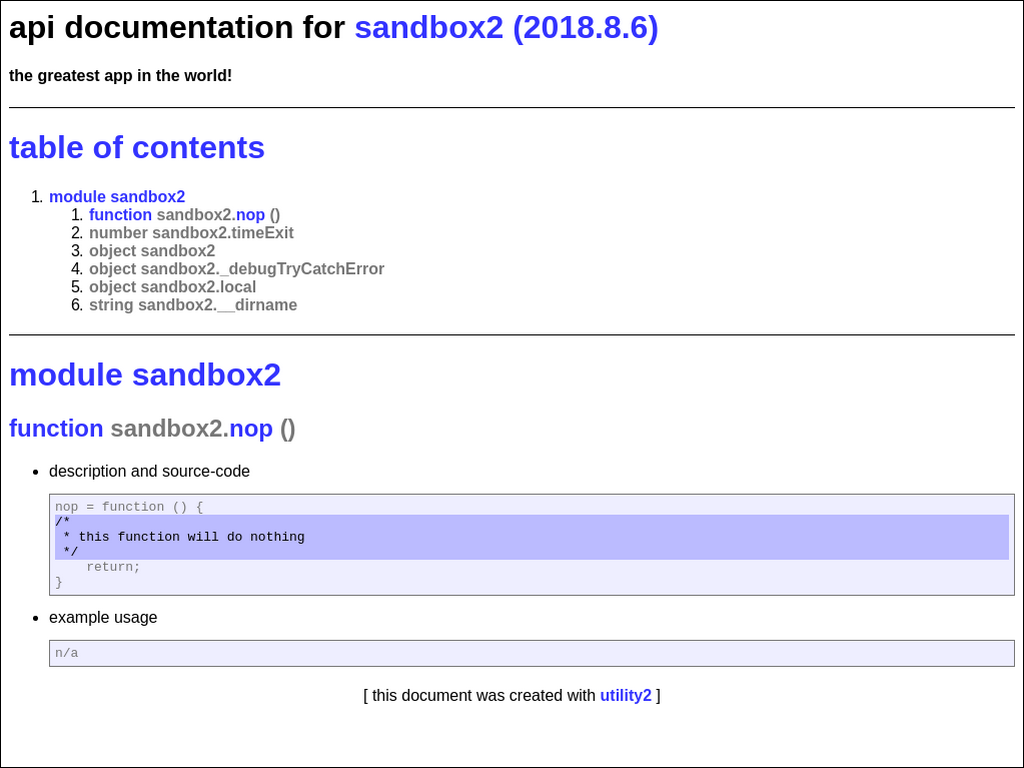 api documentation for sandbox2 (2018.8.6)
the greatest app in the world!
table of contents
1. module sandbox2
1. function sandbox2.nop ()
2. number sandbox2.timeExit
3. object sandbox2
4. object sandbox2._debugTryCatchError
5. object sandbox2.local
6. string sandbox2.__dirname
module sandbox2
function sandbox2.nop ()
• description and source-code
nop = function () {
/*
 * this function will do nothing
 */
    return;
}
• example usage
n/a
[ this document was created with utility2 ]